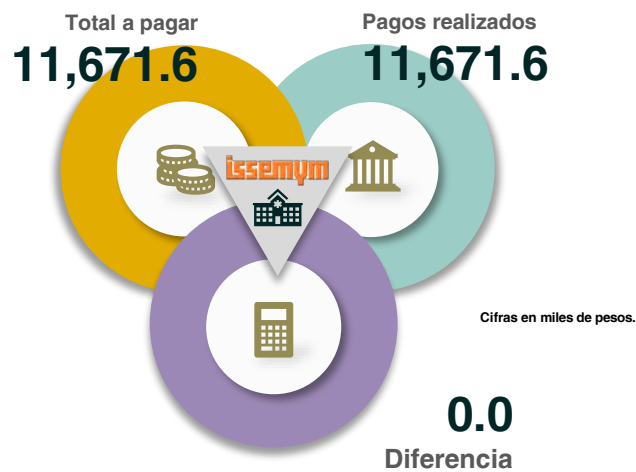 Total a pagar
11,671.6
Pagos realizados
11,671.6
issemym
Cifras en miles de pesos.
0.0
Diferencia